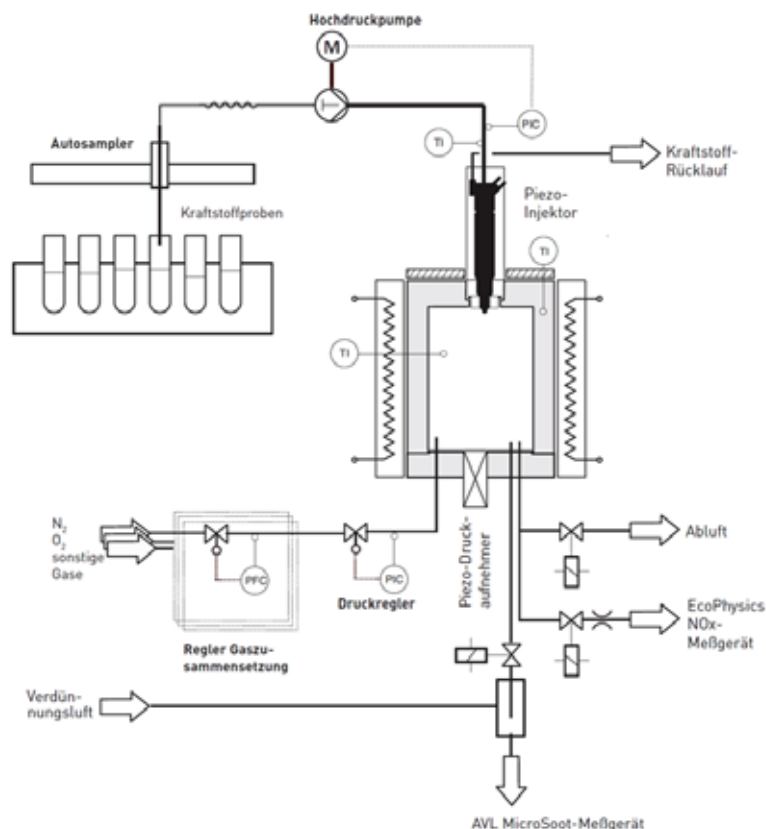 Hochdruckpumpe
M
PIC
TI
Autosampler
Kraftstoff-
Rücklauf
Kraftstoffproben
Piezo-
Injektor
TI
TI
N₂
O₂
sonstige
Gase
PFC
PIC
Druckregler
Regler Gaszu-
sammensetzung
Piezo-Druck-
aufnehmer
Abluft
EcoPhysics
NOx-
Meßgerät
Verdün-
nungsluft
AVL MicroSoot-Meßgerät